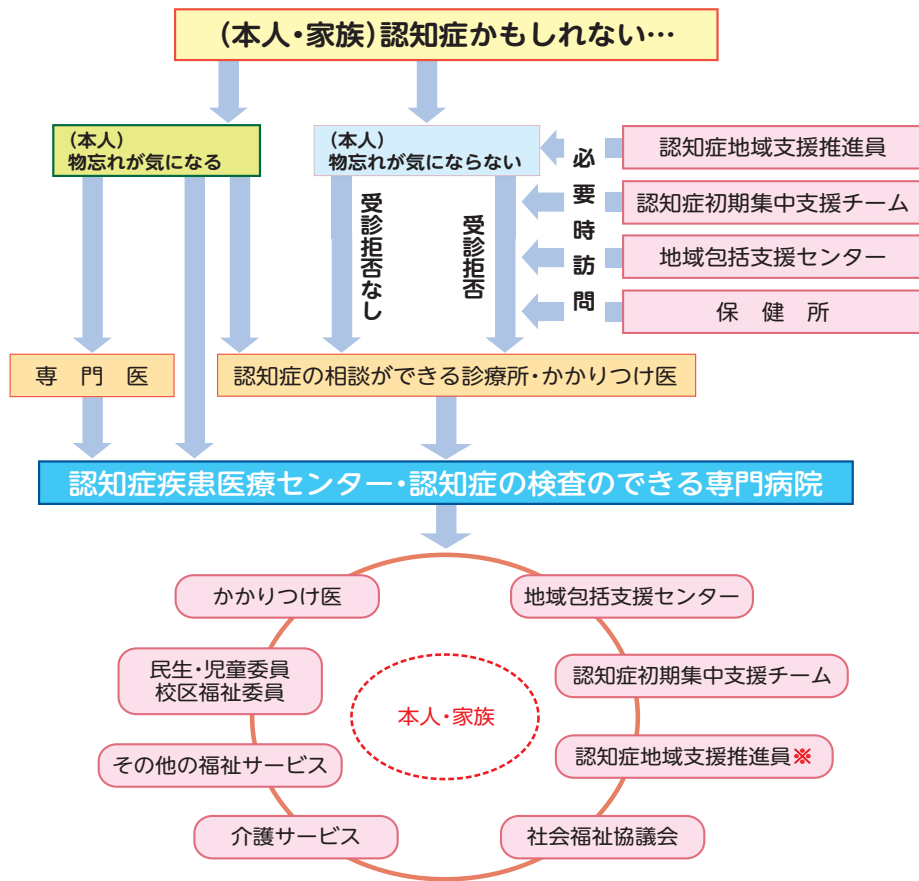 (本人・家族)認知症かもしれない…
(本人)
物忘れが気になる
(本人)
物忘れが気にならない
受診拒否なし
受診拒否
必要時訪問
認知症地域支援推進員
認知症初期集中支援チーム
地域包括支援センター
保健所
専門医
認知症の相談ができる診療所・かかりつけ医
認知症疾患医療センター・認知症の検査のできる専門病院
かかりつけ医
地域包括支援センター
民生・児童委員
校区福祉委員
認知症初期集中支援チーム
本人・家族
その他の福祉サービス
認知症地域支援推進員※
介護サービス
社会福祉協議会